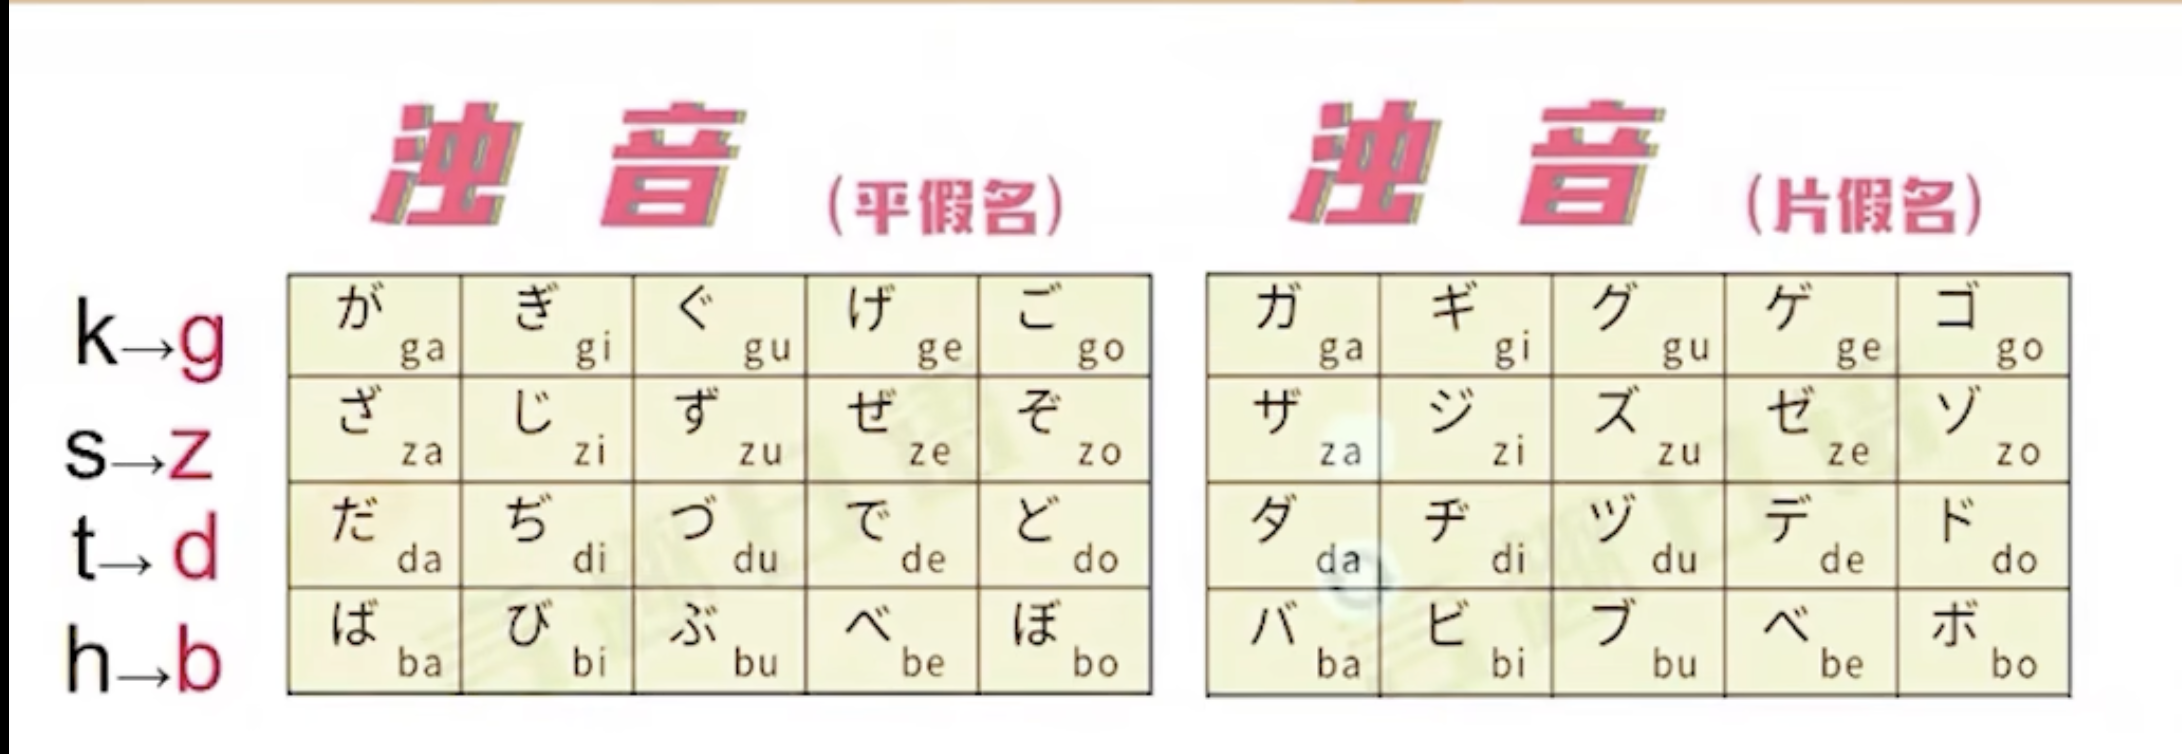 浊 音 (平假名)
浊 音 (片假名)
k→g
s→z
t→d
h→b
が ga ぎ gi ぐ gu げ ge ご go
ざ za じ zi ず zu ぜ ze ぞ zo
だ da ぢ di づ du で de ど do
ば ba び bi ぶ bu べ be ぼ bo
ガ ga ギ gi グ gu ゲ ge ゴ go
ザ za ジ zi ズ zu ゼ ze ゾ zo
ダ da ヂ di ヅ du デ de ド do
バ ba ビ bi ブ bu ベ be ボ bo